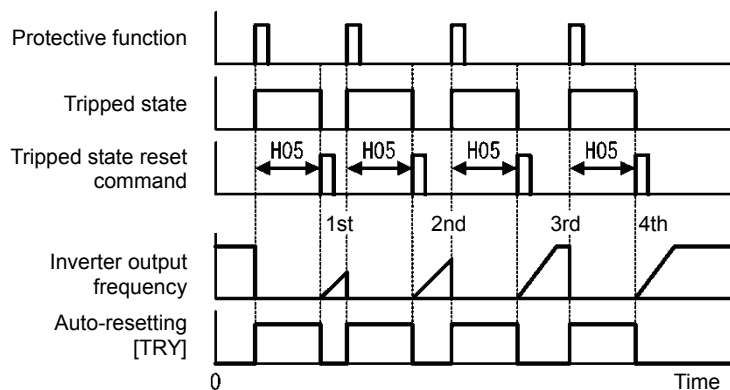 Protective function
Tripped state
Tripped state reset
command
H05 H05 H05 H05
1st 2nd 3rd 4th
Inverter output
frequency
Auto-resetting
[TRY]
0 Time